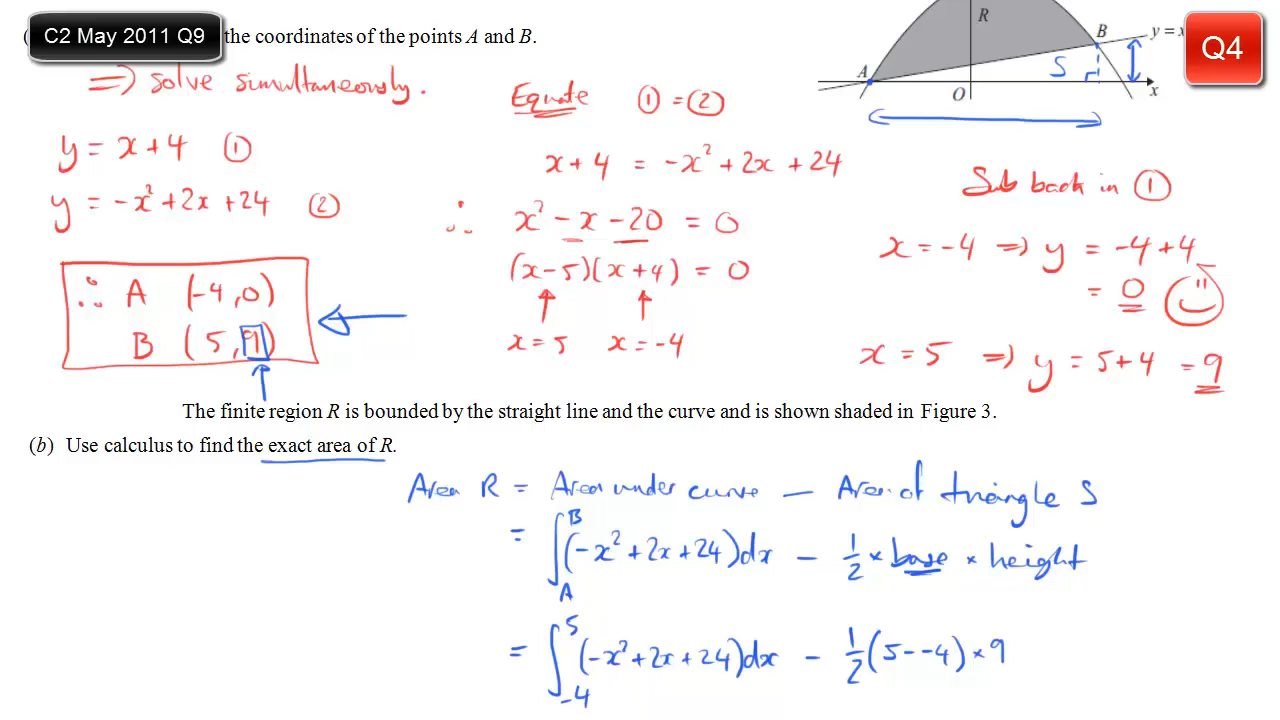 C2 May 2011 Q9
the coordinates of the points A and B.
Q4
R
B
y = x
A
S
O
x
⇒ solve simultaneously.
y = x + 4 ①
y = -x² + 2x + 24 ②
∴ A (-4, 0)
B (5, 9)
Equate ① = ②
x + 4 = -x² + 2x + 24
∴ x² - x - 20 = 0
(x - 5)(x + 4) = 0
x = 5 x = -4
Sub back in ①
x = -4 ⇒ y = -4 + 4
= 0
x = 5 ⇒ y = 5 + 4 = 9
The finite region R is bounded by the straight line and the curve and is shown shaded in Figure 3.
(b) Use calculus to find the exact area of R.
Area R = Area under curve - Area of triangle S
= ∫_A^B (-x² + 2x + 24) dx - ½ × base × height
= ∫_-4^5 (-x² + 2x + 24) dx - ½ (5 - -4) × 9